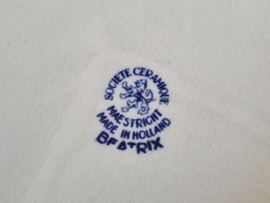 SOCIETE CERAMIQUE
MAESTRICHT
MADE IN HOLLAND
BEATRIX